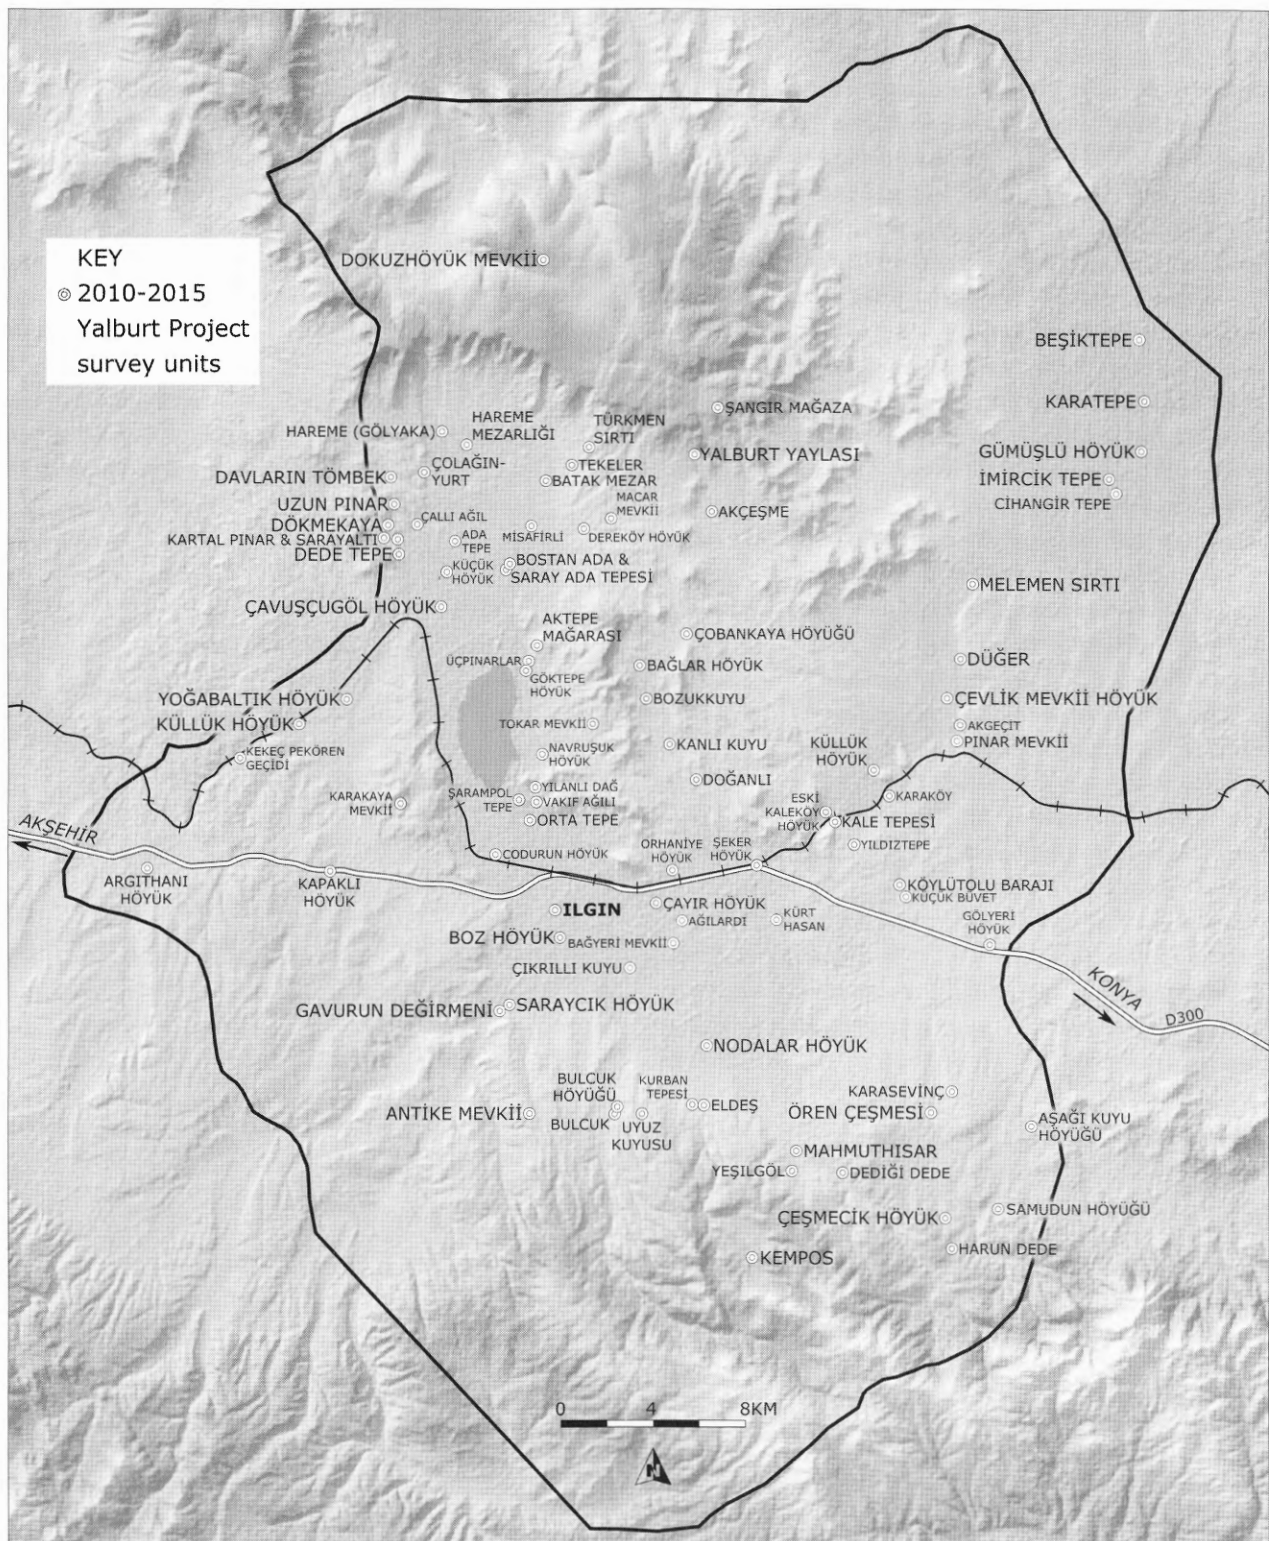 KEY
2010-2015
Yalburt Project
survey units
DOKUZHÖYÜK MEVKİİ
BEŞİKTEPE
KARATEPE
ŞANGIR MAĞAZA
HAREME (GÖLYAKA)
HAREME
MEZARLIĞI
TÜRKMEN
SIRTI
YALBURT YAYLASI
GÜMÜŞLÜ HÖYÜK
DAVLARIN TÖMBEK
ÇOLAĞIN-
YURT
TEKELER
BATAK MEZAR
İMİRCİK TEPE
CİHANGİR TEPE
UZUN PINAR
MACAR
MEVKİİ
AKÇEŞME
DÖKMEKAYA
ÇALLI AĞIL
KARTAL PINAR & SARAYALTI
ADA
TEPE
MİSAFİRLİ
DEREKÖY HÖYÜK
DEDE TEPE
KÜÇÜK
HÖYÜK
BOSTAN ADA &
SARAY ADA TEPESİ
MELEMEN SIRTI
ÇAVUŞÇUGÖL HÖYÜK
AKTEPE
MAĞARASI
ÇOBANKAYA HÖYÜĞÜ
ÜÇPINARLAR
GÖKTEPE
HÖYÜK
BAĞLAR HÖYÜK
DÜĞER
YOĞABALTIK HÖYÜK
BOZUKKUYU
ÇEVLİK MEVKİİ HÖYÜK
KÜLLÜK HÖYÜK
TOKAR MEVKİİ
AKGEÇİT
PINAR MEVKİİ
KEKEÇ PEKÖREN
GEÇİDİ
NAVRUŞUK
HÖYÜK
KANLI KUYU
KÜLLÜK
HÖYÜK
DOĞANLI
YILANLI DAĞ
KARAKAYA
MEVKİİ
ŞARAMPOL
TEPE
VAKIF AĞILI
ORTA TEPE
ESKİ
KALEKÖY
HÖYÜK
KARAKÖY
KALE TEPESİ
YILDIZTEPE
AKŞEHİR
CODURUN HÖYÜK
ORHANİYE
HÖYÜK
ŞEKER
HÖYÜK
ARGITHANI
HÖYÜK
KAPAKLI
HÖYÜK
KÖYLÜTOLU BARAJI
KÜÇÜK BÜVET
ILGIN
ÇAYIR HÖYÜK
AĞILARDI
KÜRT
HASAN
GÖLYERİ
HÖYÜK
BOZ HÖYÜK
BAĞYERİ MEVKİİ
ÇIKRILLI KUYU
KONYA
D300
GAVURUN DEĞİRMENİ
SARAYCIK HÖYÜK
NODALAR HÖYÜK
BULCUK
HÖYÜĞÜ
KURBAN
TEPESİ
ELDEŞ
KARASEVİNÇ
ANTİKE MEVKİİ
BULCUK
UYUZ
KUYUSU
ÖREN ÇEŞMESİ
AŞAĞI KUYU
HÖYÜĞÜ
MAHMUTHISAR
YEŞILGÖL
DEDİĞİ DEDE
ÇEŞMECİK HÖYÜK
SAMUDUN HÖYÜĞÜ
KEMPOS
HARUN DEDE
0 4 8KM
N